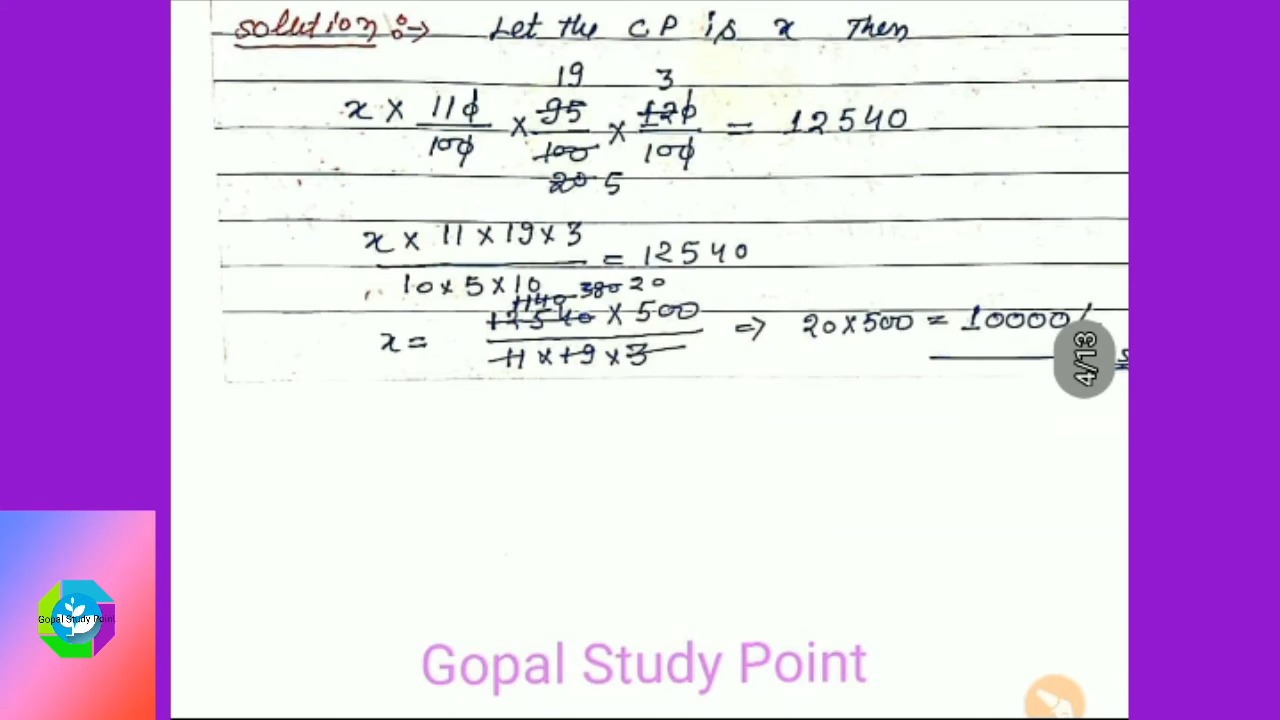 solution :→ Let the CP is x Then
19 3
x × 110/100 × 95/100 × 120/100 = 12540
20 5
x × 11 × 19 × 3 / 10 × 5 × 10 = 12540
1140 380 20
x = 12540 × 500 / 11 × 19 × 3 ⇒ 20 × 500 = 10000/
4/13
Gopal Study Point
Gopal Study Point